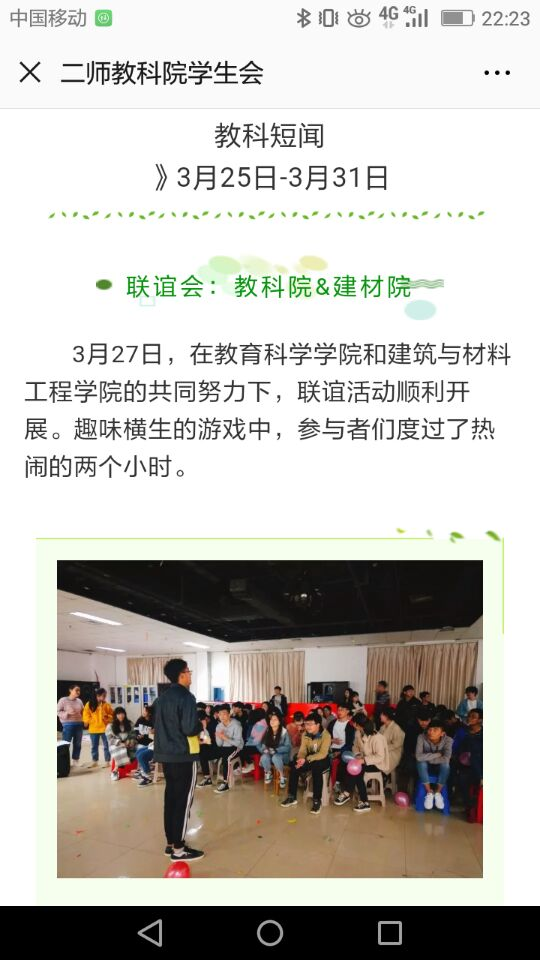 中国移动
4G 4G 22:23
二师教科院学生会
教科短闻
》3月25日-3月31日
联谊会：教科院&建材院
3月27日，在教育科学学院和建筑与材料
工程学院的共同努力下，联谊活动顺利开
展。趣味横生的游戏中，参与者们度过了热
闹的两个小时。